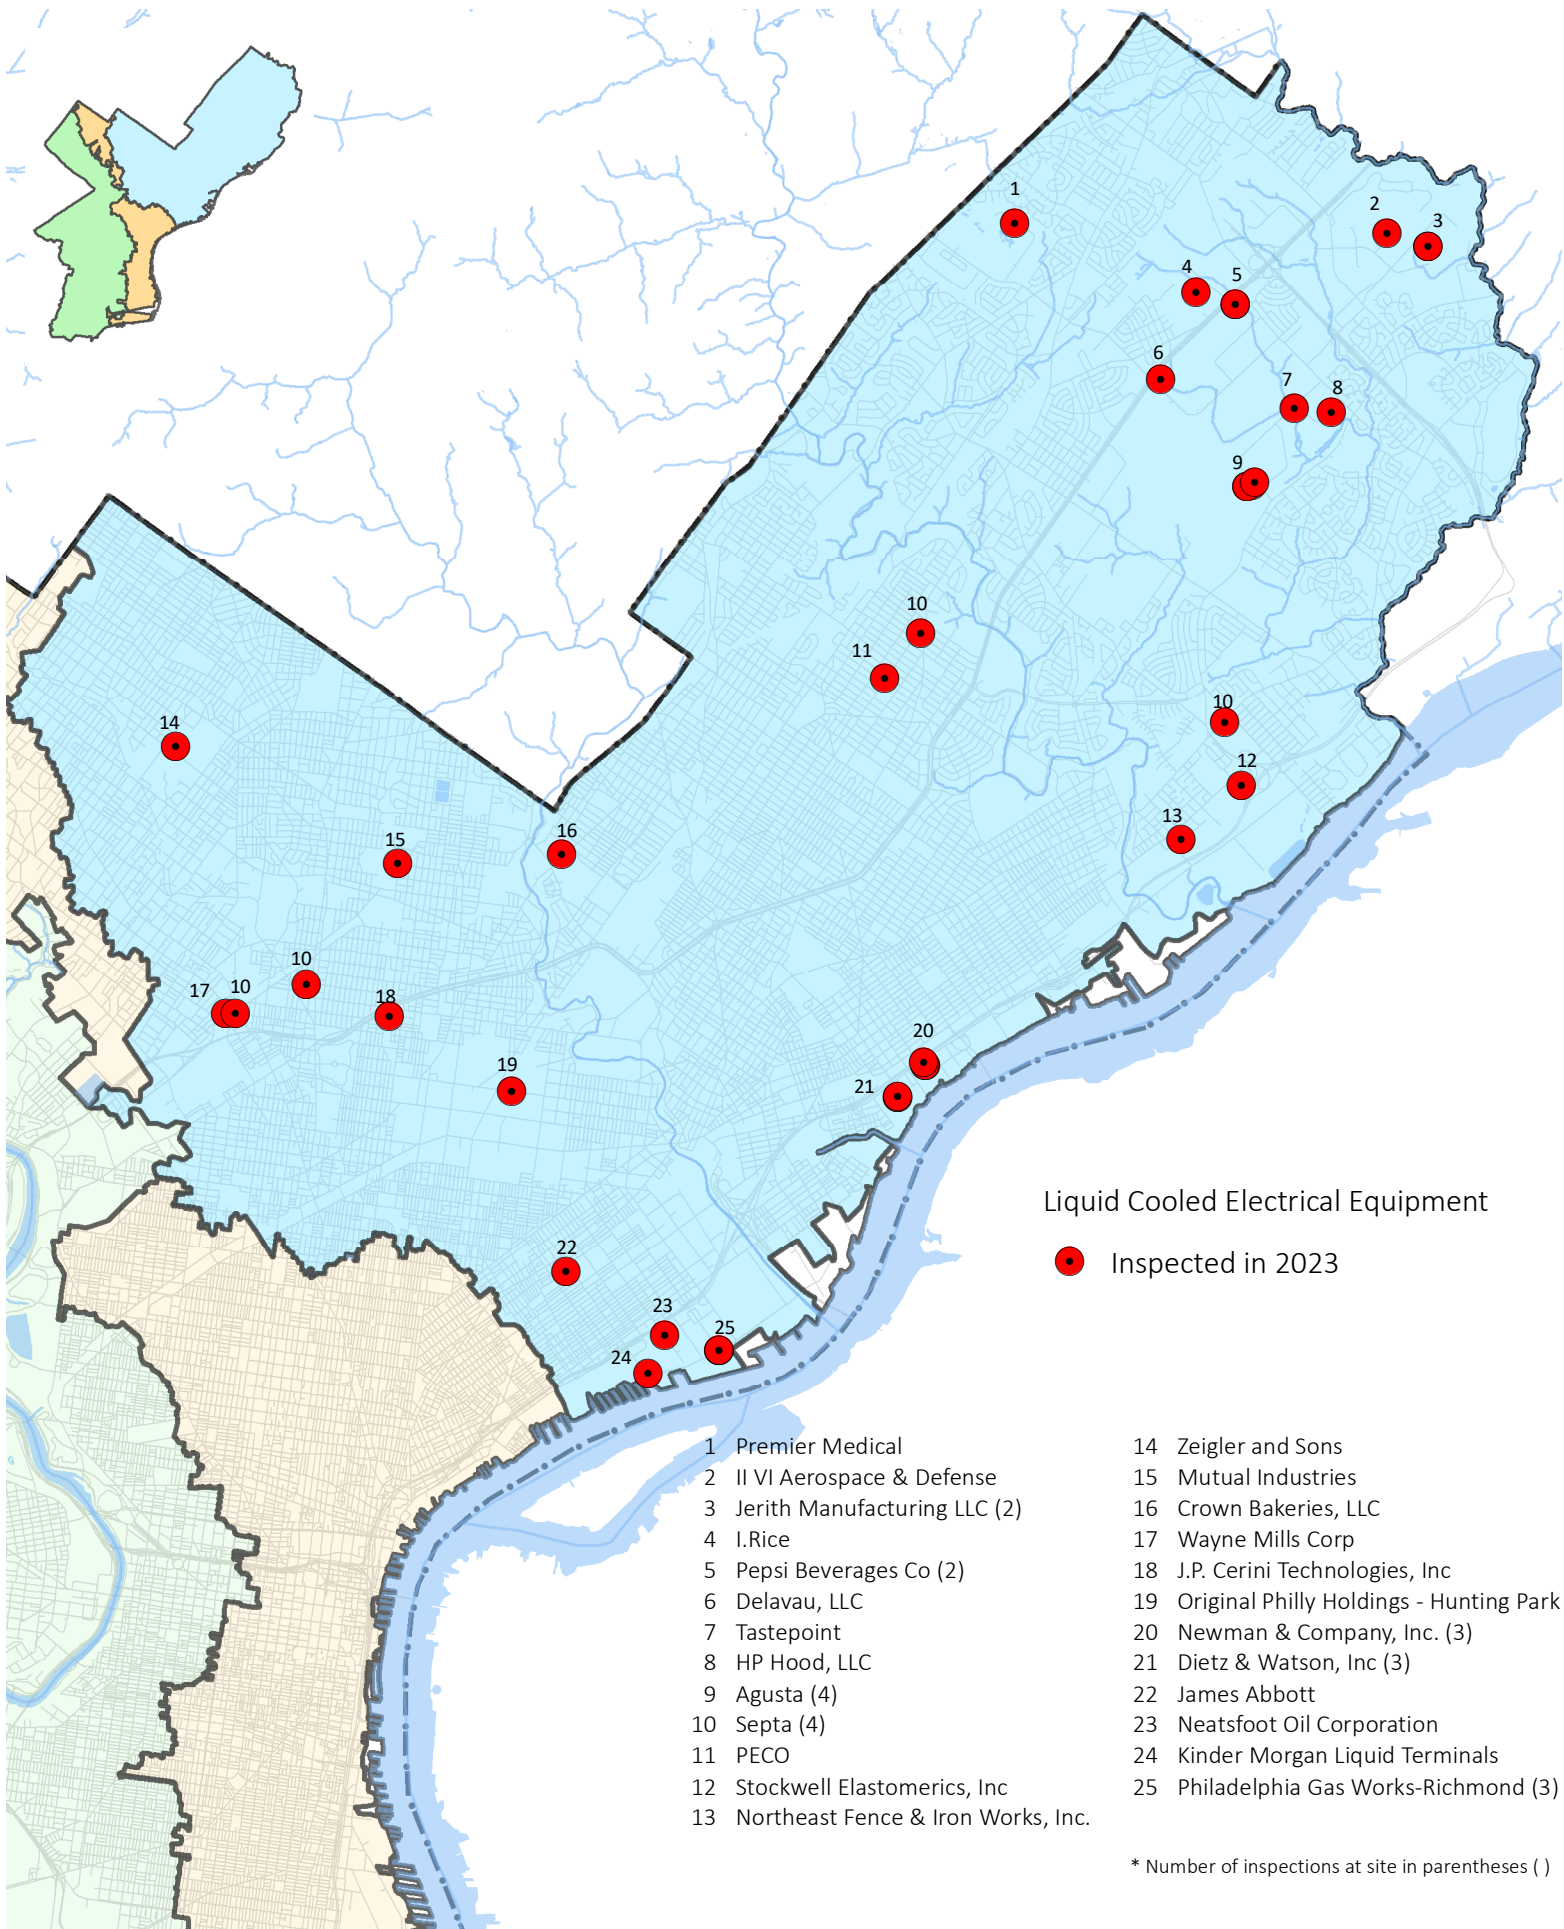 1
2
3
4
5
6
7
8
9
10
11
10
12
13
14
15
16
10
17
10
18
19
20
21
22
23
24
25
Liquid Cooled Electrical Equipment
Inspected in 2023
1 Premier Medical
2 II VI Aerospace & Defense
3 Jerith Manufacturing LLC (2)
4 I.Rice
5 Pepsi Beverages Co (2)
6 Delavau, LLC
7 Tastepoint
8 HP Hood, LLC
9 Agusta (4)
10 Septa (4)
11 PECO
12 Stockwell Elastomerics, Inc
13 Northeast Fence & Iron Works, Inc.
14 Zeigler and Sons
15 Mutual Industries
16 Crown Bakeries, LLC
17 Wayne Mills Corp
18 J.P. Cerini Technologies, Inc
19 Original Philly Holdings - Hunting Park
20 Newman & Company, Inc. (3)
21 Dietz & Watson, Inc (3)
22 James Abbott
23 Neatsfoot Oil Corporation
24 Kinder Morgan Liquid Terminals
25 Philadelphia Gas Works-Richmond (3)
* Number of inspections at site in parentheses ( )